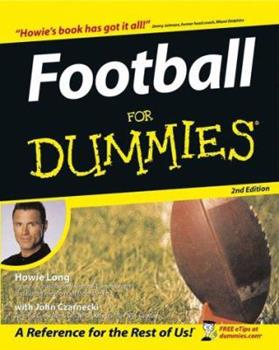 "Howie's book has got it all!"
Football
FOR
DUMMIES®
2nd Edition
Howie Long
with John Czarnecki
A Reference for the Rest of Us!®
FREE eTips at
dummies.com®